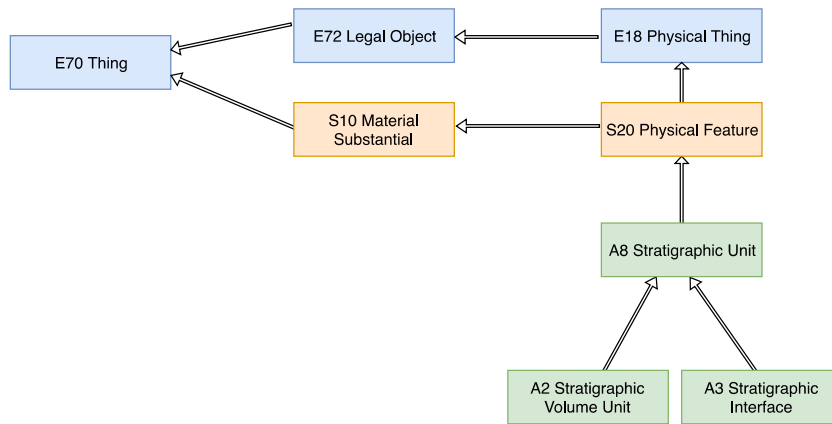 E72 Legal Object
E18 Physical Thing
E70 Thing
S10 Material
Substantial
S20 Physical Feature
A8 Stratigraphic Unit
A2 Stratigraphic
Volume Unit
A3 Stratigraphic
Interface